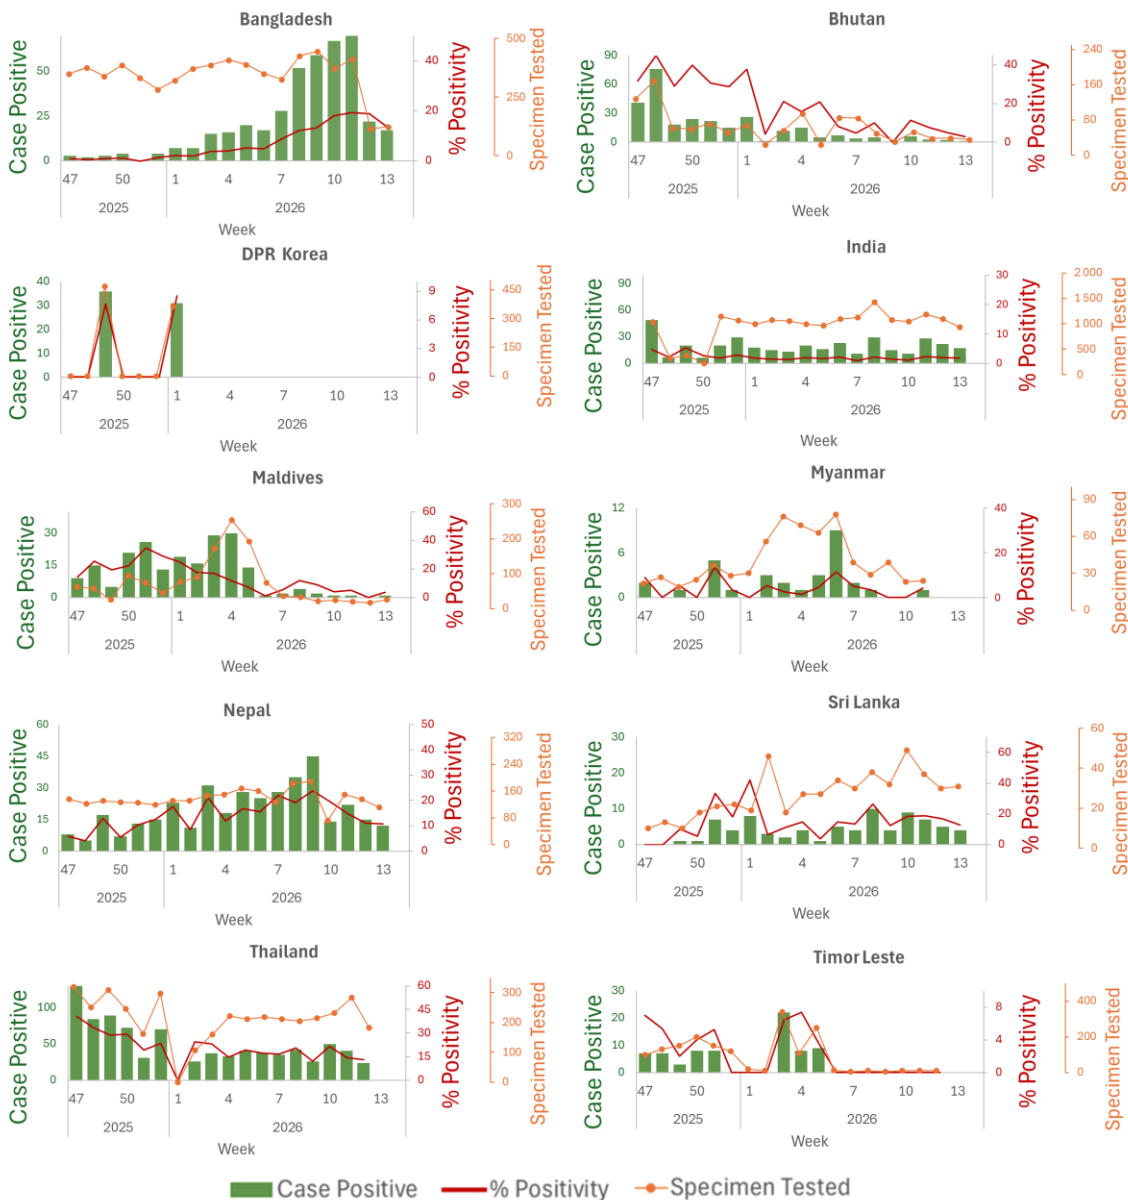 Bangladesh
Case Positive
50
25
0
40
20
0
% Positivity
500
250
0
Specimen Tested
47 50 1 4 7 10 13
2025 2026
Week
Bhutan
Case Positive
90
60
30
0
40
20
0
% Positivity
240
160
80
0
Specimen Tested
47 50 1 4 7 10 13
2025 2026
Week
DPR Korea
Case Positive
40
30
20
10
0
9
6
3
0
% Positivity
450
300
150
0
Specimen Tested
47 50 1 4 7 10 13
2025 2026
Week
India
Case Positive
90
60
30
0
30
20
10
0
% Positivity
2 000
1 500
1 000
500
0
Specimen Tested
47 50 1 4 7 10 13
2025 2026
Week
Maldives
Case Positive
30
15
0
60
40
20
0
% Positivity
300
200
100
0
Specimen Tested
47 50 1 4 7 10 13
2025 2026
Week
Myanmar
Case Positive
12
6
0
40
20
0
% Positivity
90
60
30
0
Specimen Tested
47 50 1 4 7 10 13
2025 2026
Week
Nepal
Case Positive
60
45
30
15
0
50
40
30
20
10
0
% Positivity
320
240
160
80
0
Specimen Tested
47 50 1 4 7 10 13
2025 2026
Week
Sri Lanka
Case Positive
30
20
10
0
60
40
20
0
% Positivity
60
40
20
0
Specimen Tested
47 50 1 4 7 10 13
2025 2026
Week
Thailand
Case Positive
100
50
0
60
45
30
15
0
% Positivity
300
200
100
0
Specimen Tested
47 50 1 4 7 10 13
2025 2026
Week
Timor Leste
Case Positive
30
20
10
0
8
4
0
% Positivity
400
200
0
Specimen Tested
47 50 1 4 7 10 13
2025 2026
Week
Case Positive % Positivity Specimen Tested